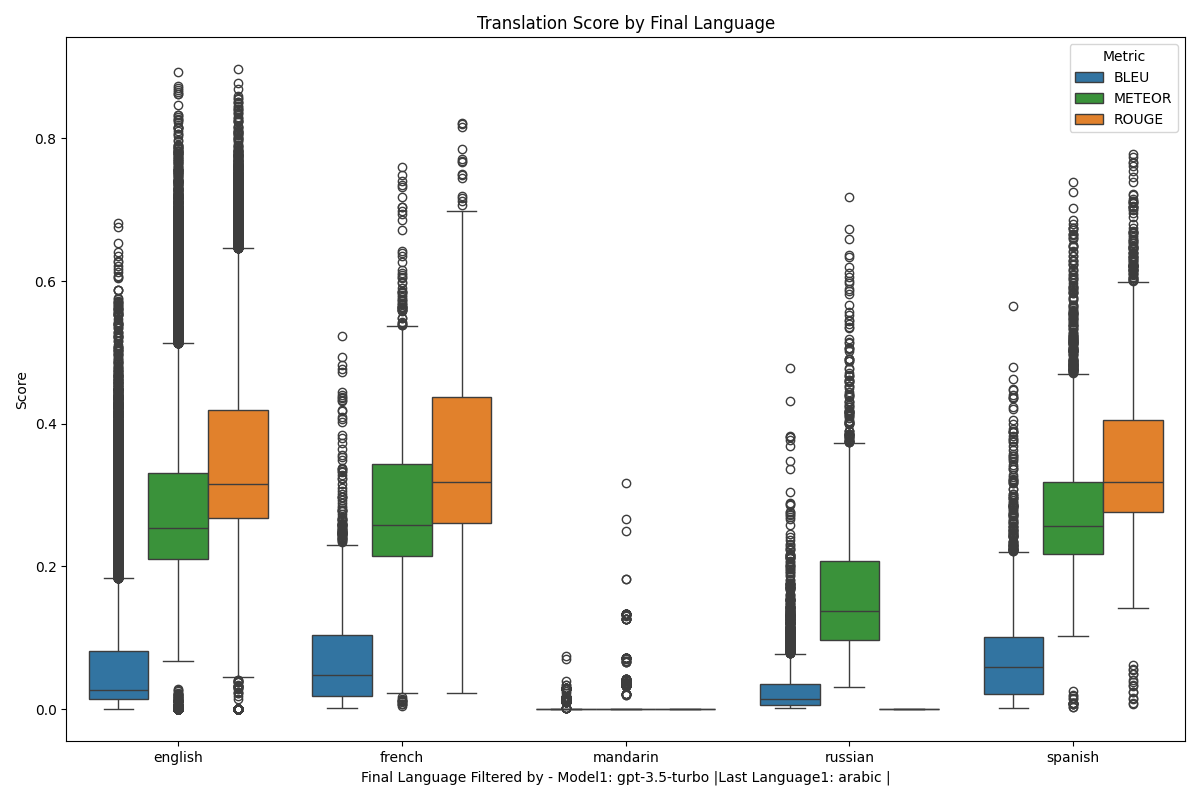 Translation Score by Final Language
Metric
BLEU
METEOR
ROUGE
Score
0.8
0.6
0.4
0.2
0.0
english
french
mandarin
russian
spanish
Final Language Filtered by - Model1: gpt-3.5-turbo |Last Language1: arabic |